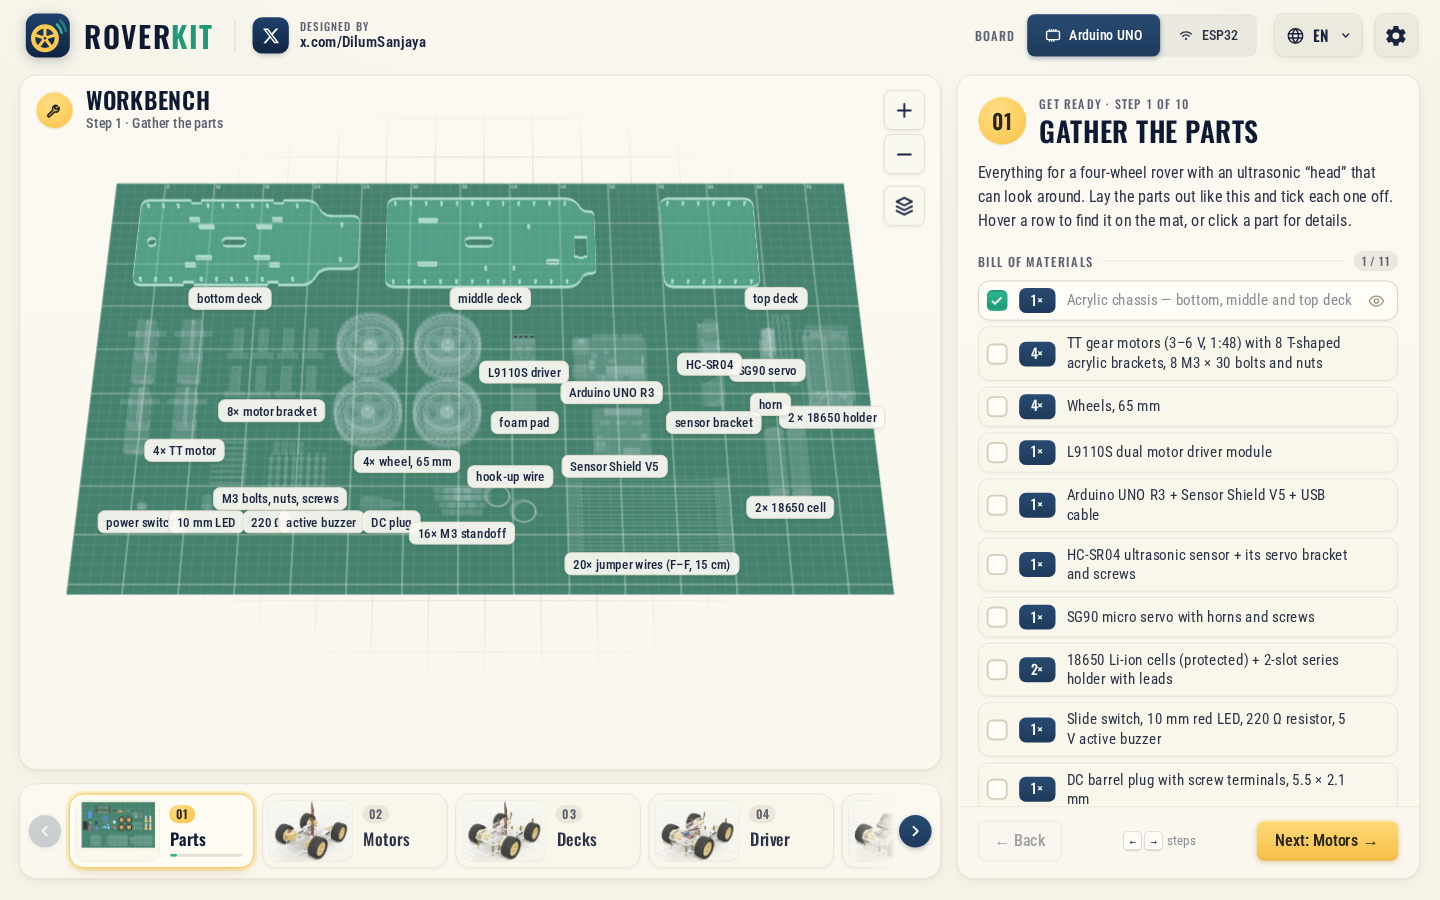 ROVERKIT
DESIGNED BY
x.com/DilumSanjaya
BOARD
Arduino UNO
ESP32
EN
WORKBENCH
Step 1 · Gather the parts
bottom deck
middle deck
top deck
L9110S driver
HC-SR04
SG90 servo
Arduino UNO R3
8× motor bracket
foam pad
sensor bracket
horn
2 × 18650 holder
4× TT motor
4× wheel, 65 mm
hook-up wire
Sensor Shield V5
M3 bolts, nuts, screws
2× 18650 cell
power switc
10 mm LED
220 Ω
active buzzer
DC plug
16× M3 standoff
20× jumper wires (F–F, 15 cm)
01
Parts
02
Motors
03
Decks
04
Driver
01
GET READY · STEP 1 OF 10
GATHER THE PARTS
Everything for a four-wheel rover with an ultrasonic “head” that
can look around. Lay the parts out like this and tick each one off.
Hover a row to find it on the mat, or click a part for details.
BILL OF MATERIALS
1 / 11
1× Acrylic chassis — bottom, middle and top deck
4× TT gear motors (3–6 V, 1:48) with 8 T-shaped
acrylic brackets, 8 M3 × 30 bolts and nuts
4× Wheels, 65 mm
1× L9110S dual motor driver module
1× Arduino UNO R3 + Sensor Shield V5 + USB
cable
1× HC-SR04 ultrasonic sensor + its servo bracket
and screws
1× SG90 micro servo with horns and screws
2× 18650 Li-ion cells (protected) + 2-slot series
holder with leads
1× Slide switch, 10 mm red LED, 220 Ω resistor, 5
V active buzzer
1× DC barrel plug with screw terminals, 5.5 × 2.1
mm
← Back
← → steps
Next: Motors →